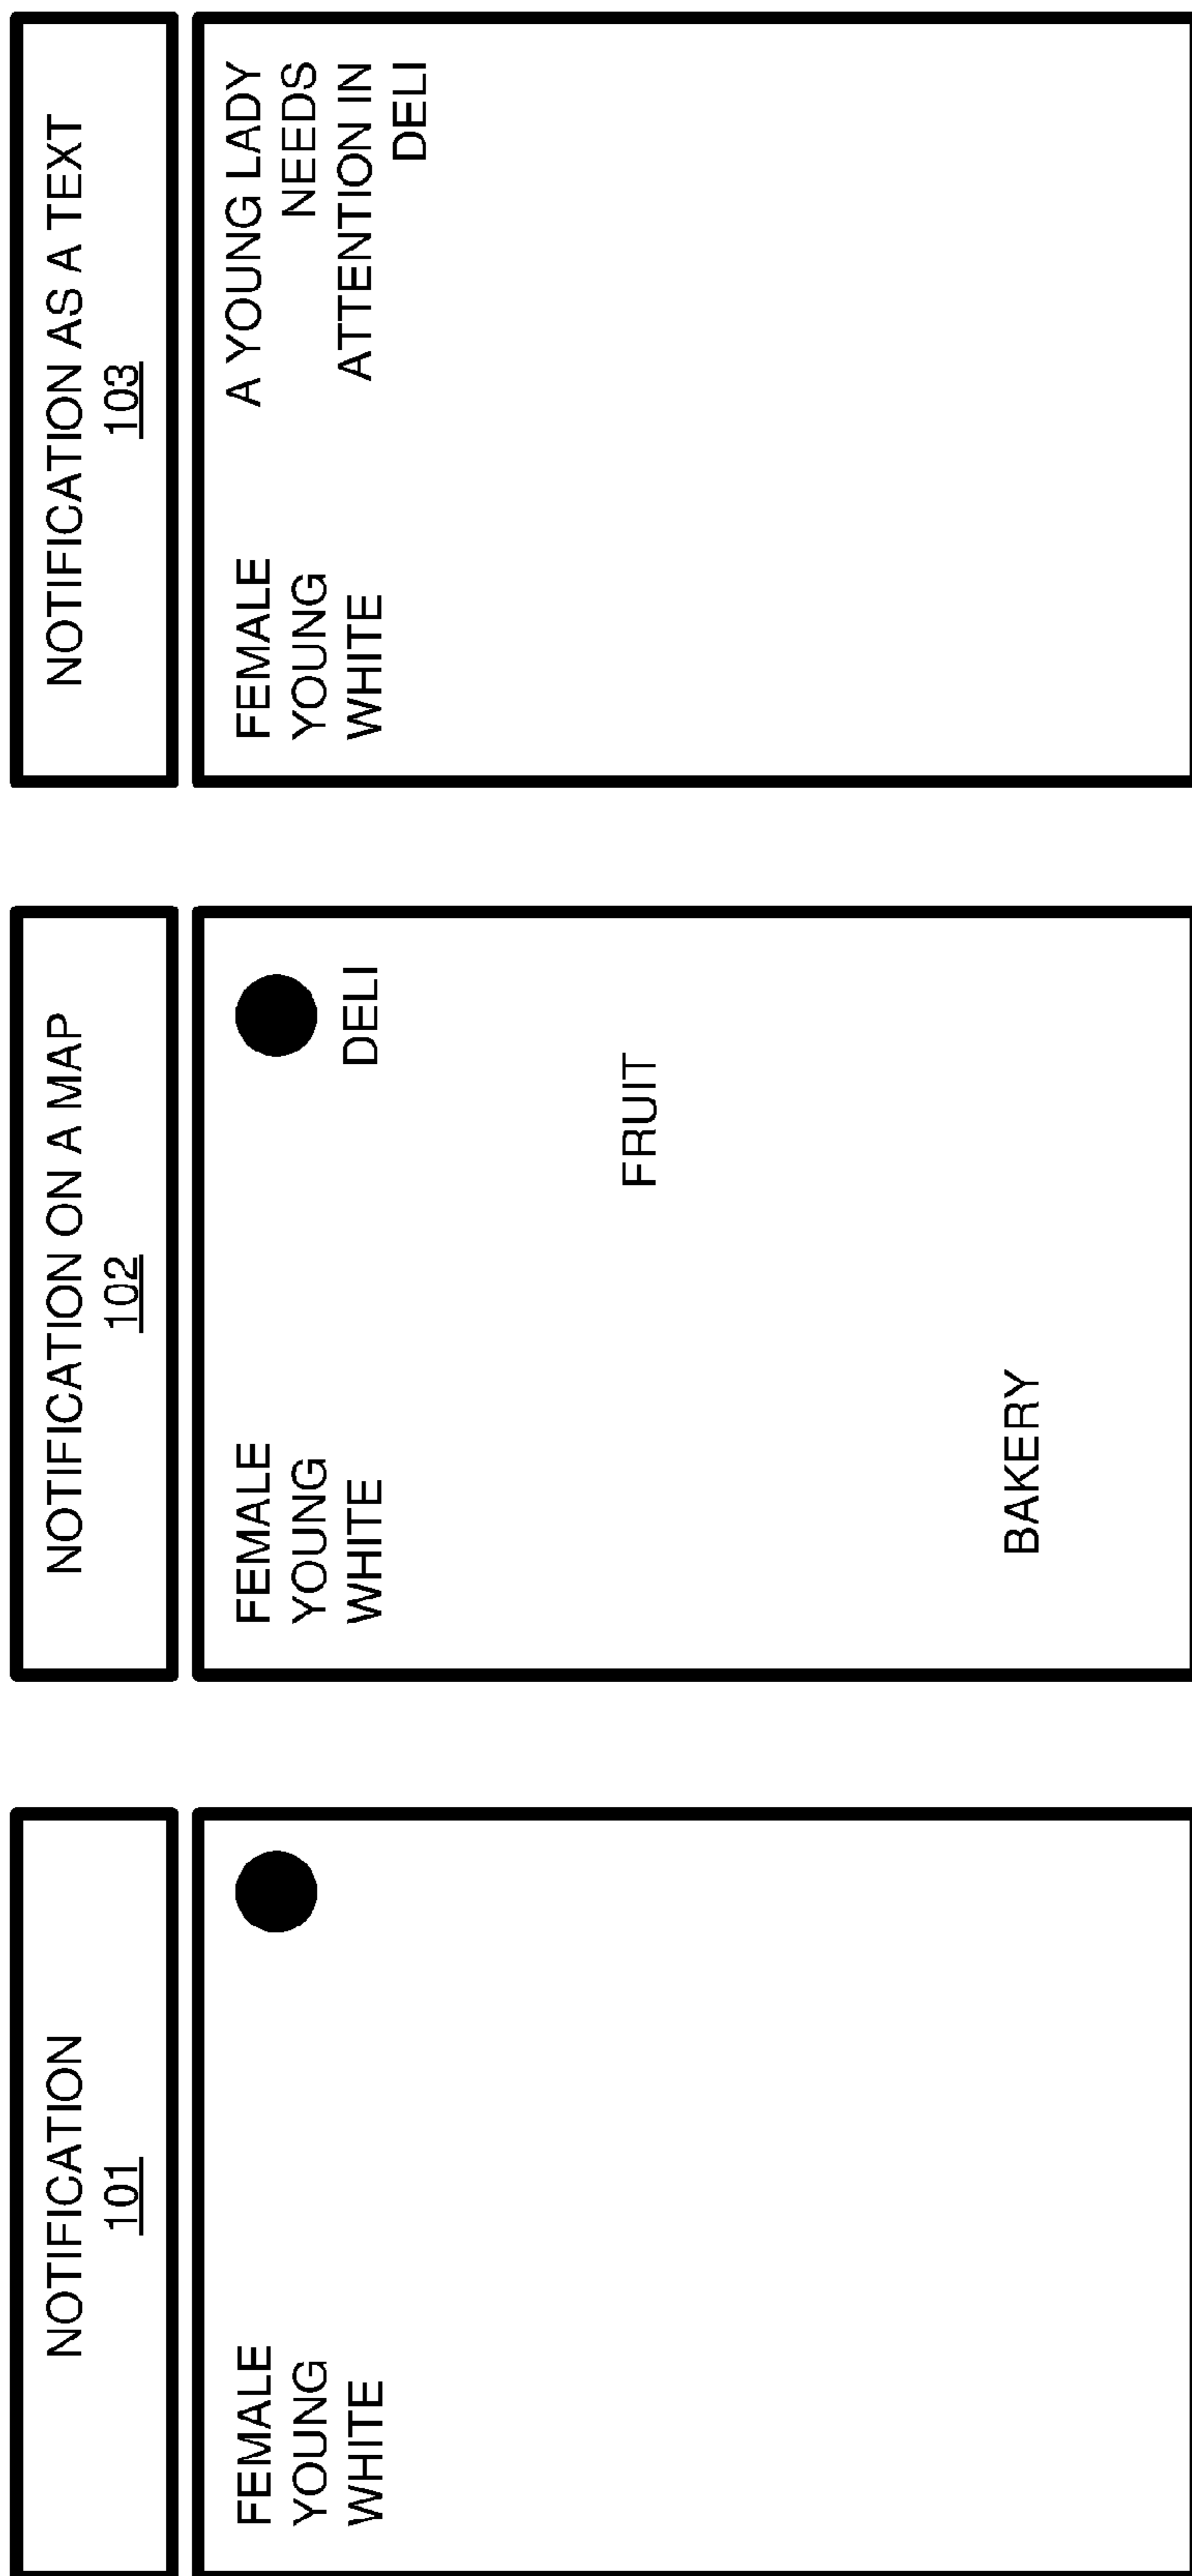 NOTIFICATION
101
FEMALE
YOUNG
WHITE
NOTIFICATION ON A MAP
102
FEMALE
YOUNG
WHITE
DELI
FRUIT
BAKERY
NOTIFICATION AS A TEXT
103
FEMALE
YOUNG
WHITE
A YOUNG LADY
NEEDS
ATTENTION IN
DELI